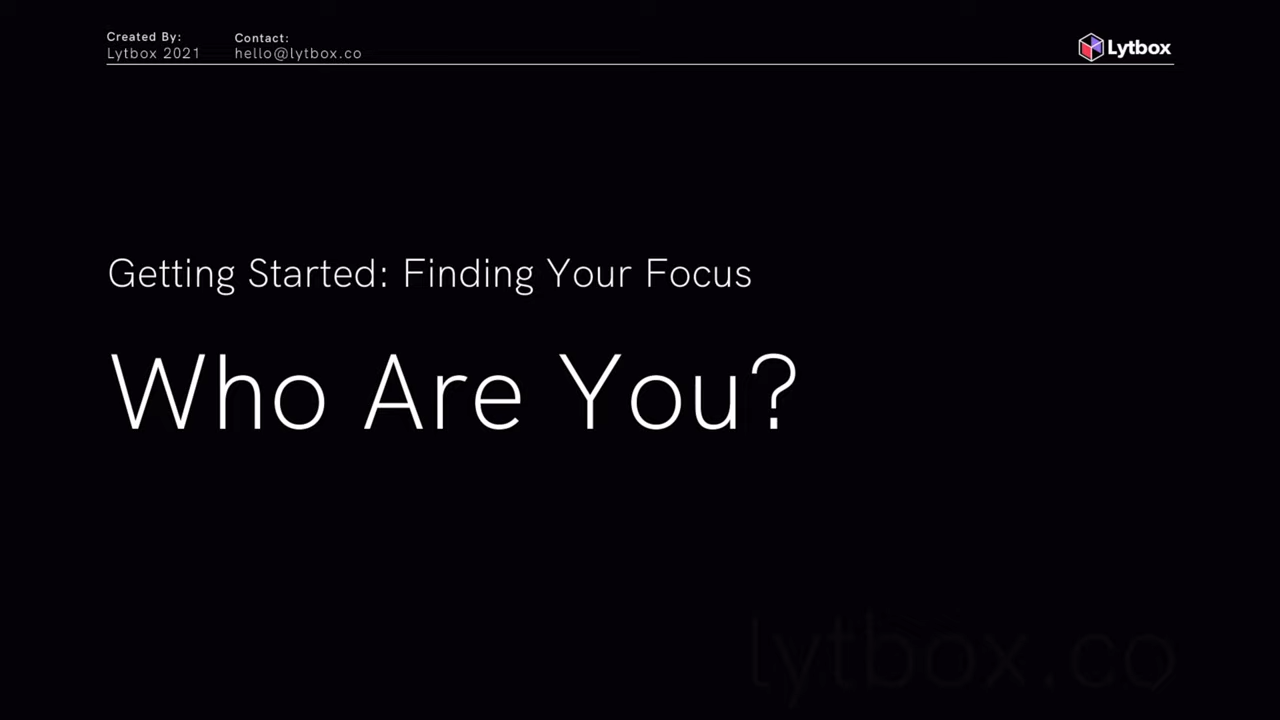 Created By:
Lytbox 2021
Contact:
hello@lytbox.co
Lytbox
Getting Started: Finding Your Focus
Who Are You?
lytbox.co